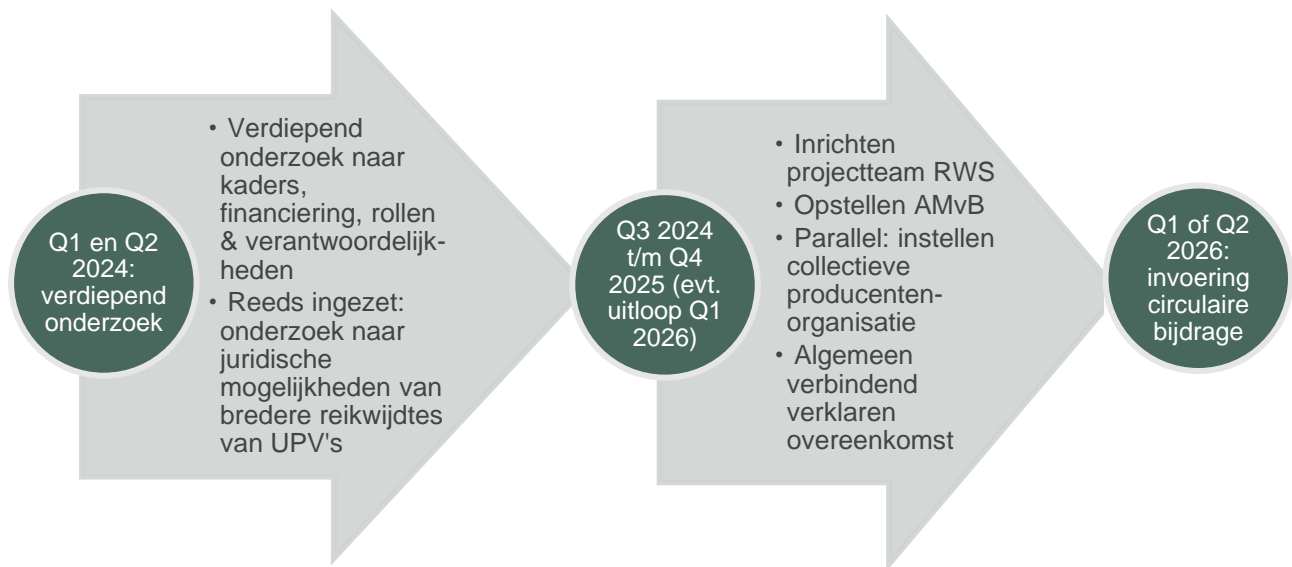 Q1 en Q2
2024:
verdiepend
onderzoek
• Verdiepend
onderzoek naar
kaders,
financiering, rollen
& verantwoordelijk-
heden
• Reeds ingezet:
onderzoek naar
juridische
mogelijkheden van
bredere reikwijdtes
van UPV's
Q3 2024
t/m Q4
2025 (evt.
uitloop Q1
2026)
• Inrichten
projectteam RWS
• Opstellen AMvB
• Parallel: instellen
collectieve
producenten-
organisatie
• Algemeen
verbindend
verklaren
overeenkomst
Q1 of Q2
2026:
invoering
circulaire
bijdrage